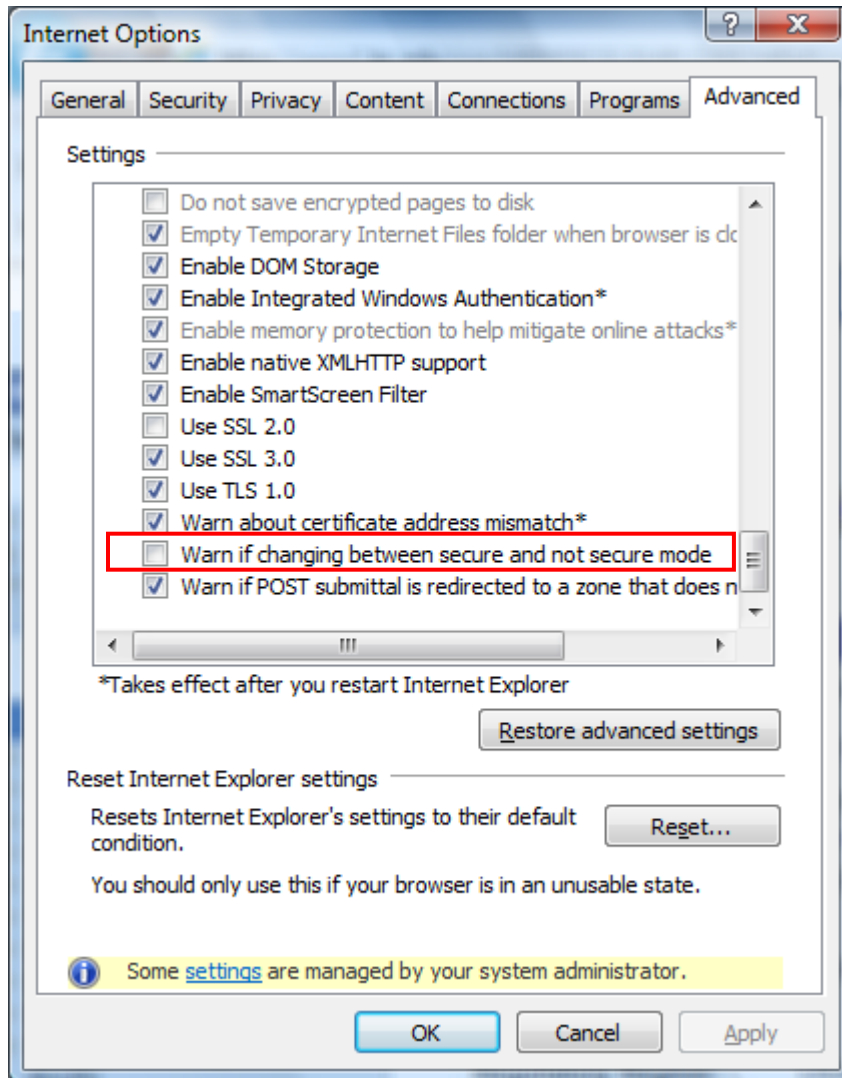 Internet Options
General Security Privacy Content Connections Programs Advanced
Settings
Do not save encrypted pages to disk
Empty Temporary Internet Files folder when browser is clc
Enable DOM Storage
Enable Integrated Windows Authentication*
Enable memory protection to help mitigate online attacks*
Enable native XMLHTTP support
Enable SmartScreen Filter
Use SSL 2.0
Use SSL 3.0
Use TLS 1.0
Warn about certificate address mismatch*
Warn if changing between secure and not secure mode
Warn if POST submittal is redirected to a zone that does n
*Takes effect after you restart Internet Explorer
Restore advanced settings
Reset Internet Explorer settings
Resets Internet Explorer's settings to their default
condition.
Reset...
You should only use this if your browser is in an unusable state.
Some settings are managed by your system administrator.
OK Cancel Apply